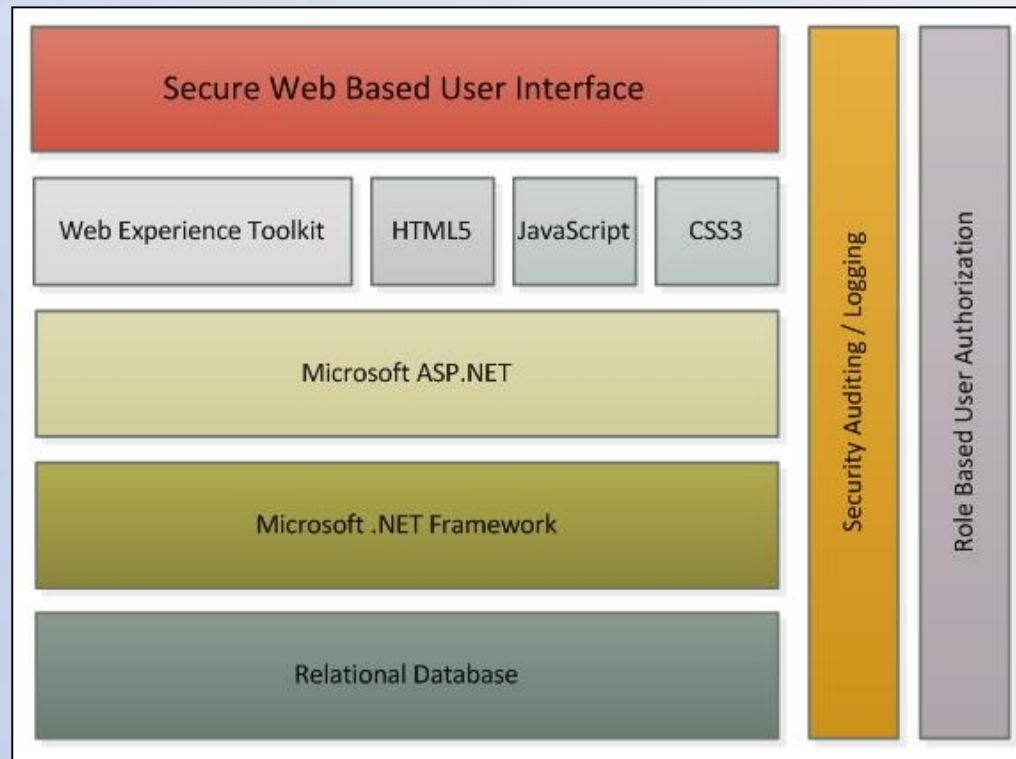 Secure Web Based User Interface
Web Experience Toolkit
HTML5
JavaScript
CSS3
Microsoft ASP.NET
Microsoft .NET Framework
Relational Database
Security Auditing / Logging
Role Based User Authorization